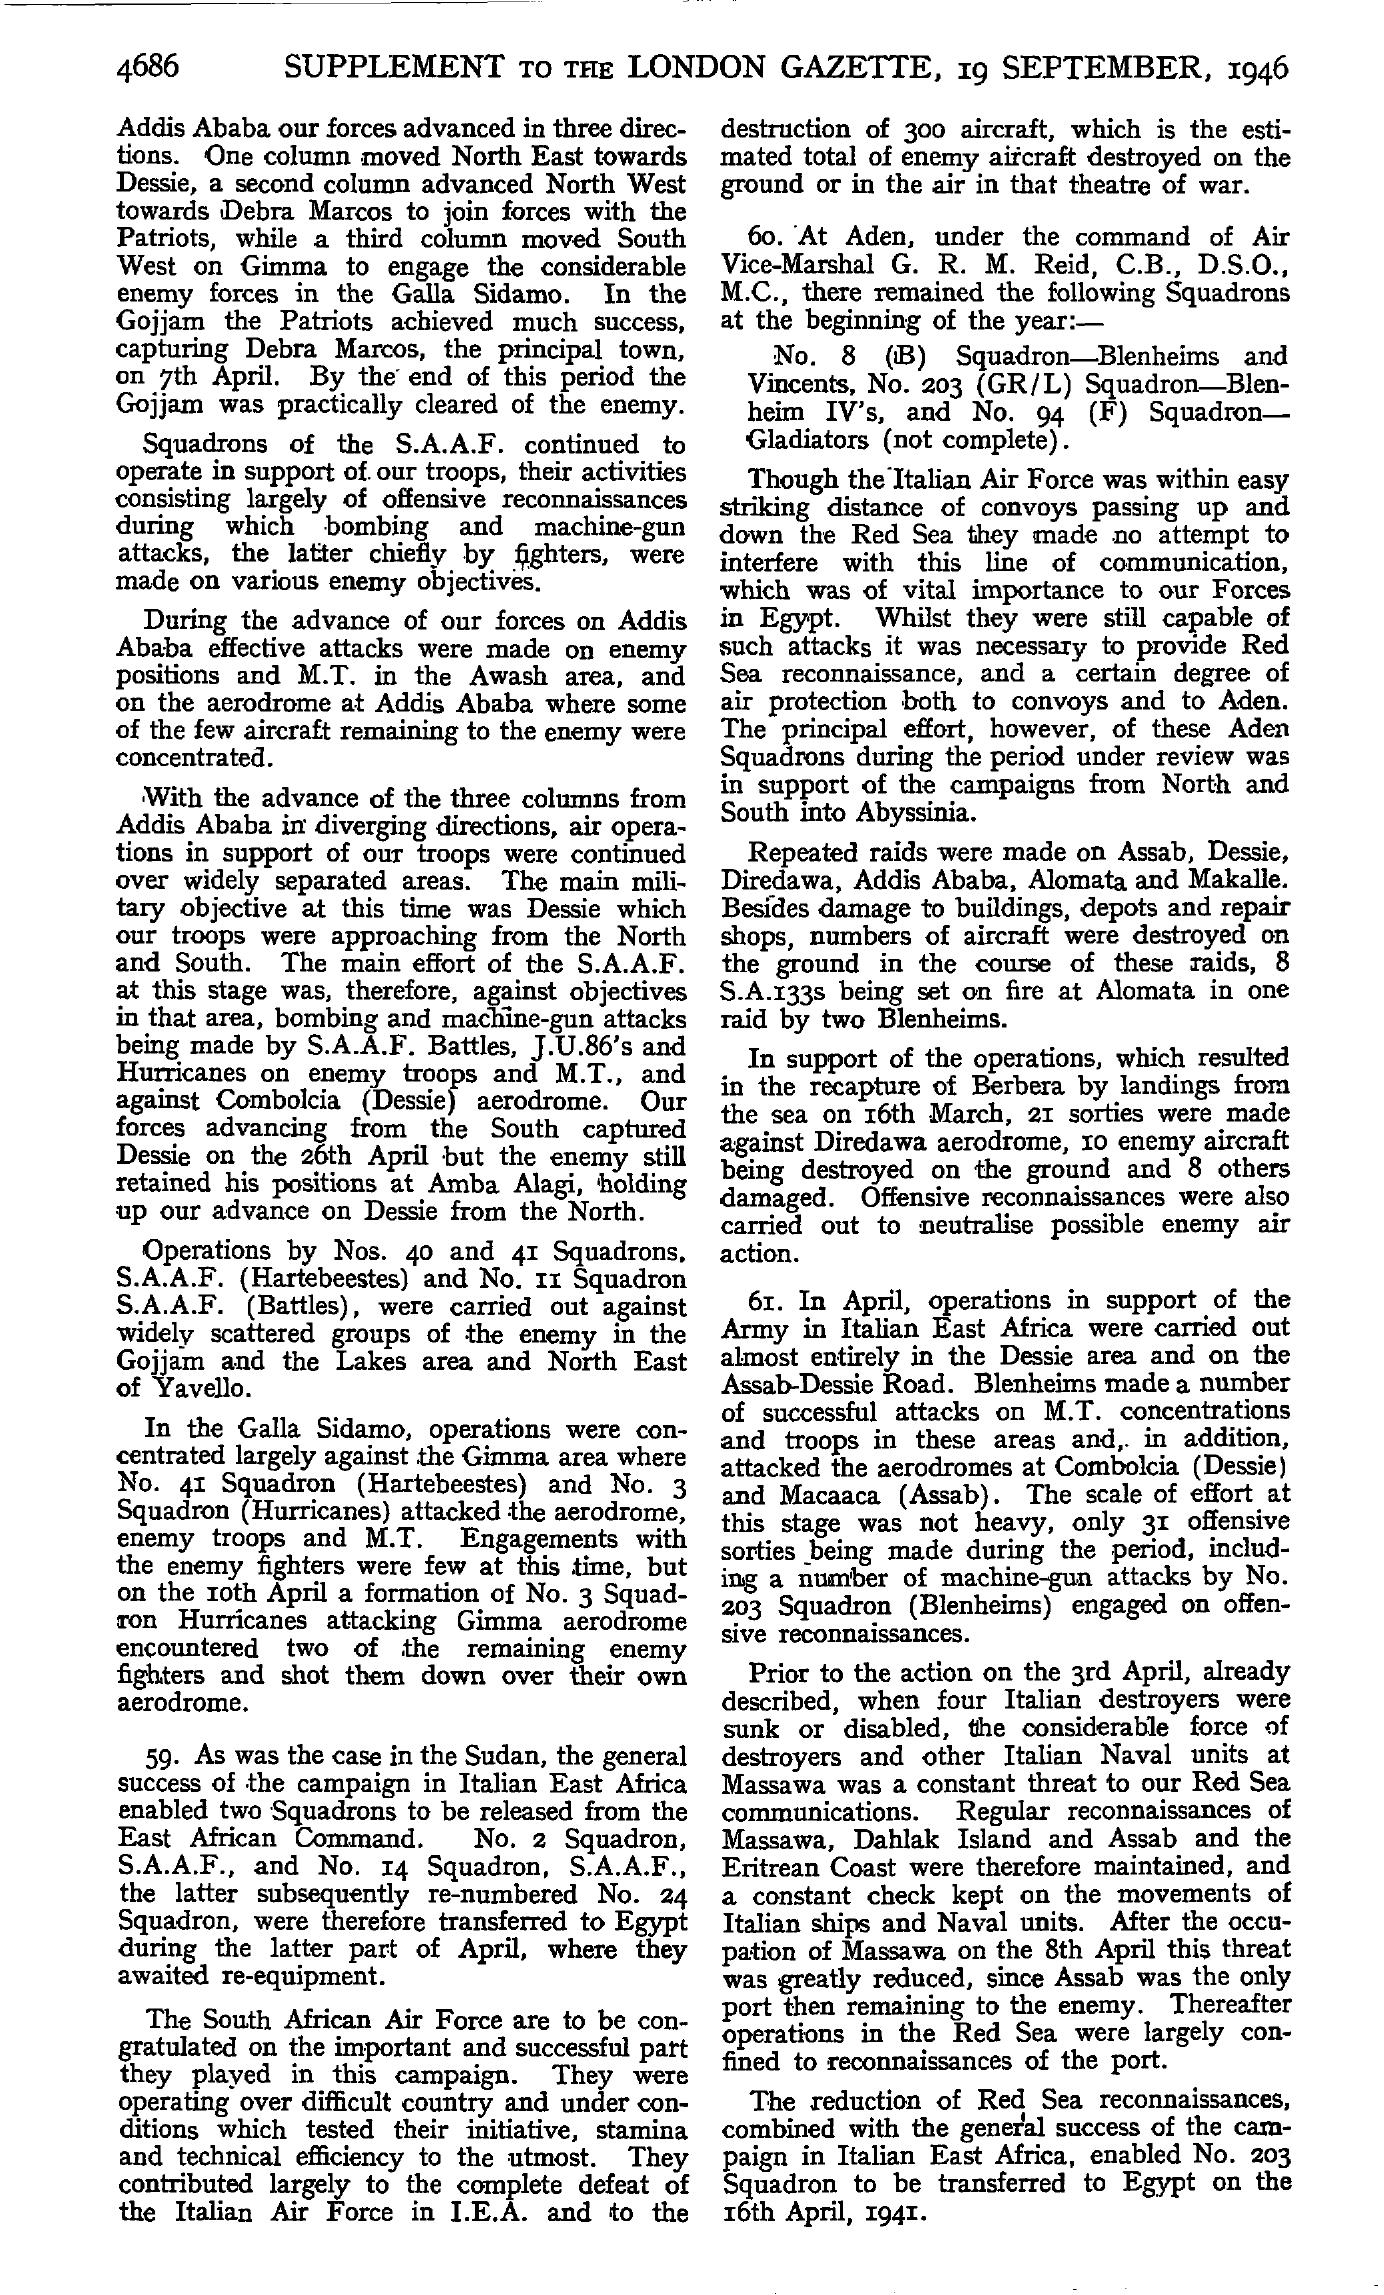 4686 SUPPLEMENT TO THE LONDON GAZETTE, 19 SEPTEMBER, 1946
Addis Ababa our forces advanced in three direc-
tions. One column moved North East towards
Dessie, a second column advanced North West
towards Debra Marcos to join forces with the
Patriots, while a third column moved South
West on Gimma to engage the considerable
enemy forces in the Galla Sidamo. In the
Gojjam the Patriots achieved much success,
capturing Debra Marcos, the principal town,
on 7th April. By the end of this period the
Gojjam was practically cleared of the enemy.
Squadrons of the S.A.A.F. continued to
operate in support of our troops, their activities
consisting largely of offensive reconnaissances
during which bombing and machine-gun
attacks, the latter chiefly by fighters, were
made on various enemy objectives.
During the advance of our forces on Addis
Ababa effective attacks were made on enemy
positions and M.T. in the Awash area, and
on the aerodrome at Addis Ababa where some
of the few aircraft remaining to the enemy were
concentrated.
With the advance of the three columns from
Addis Ababa in diverging directions, air opera-
tions in support of our troops were continued
over widely separated areas. The main mili-
tary objective at this time was Dessie which
our troops were approaching from the North
and South. The main effort of the S.A.A.F.
at this stage was, therefore, against objectives
in that area, bombing and machine-gun attacks
being made by S.A.A.F. Battles, J.U.86's and
Hurricanes on enemy troops and M.T., and
against Combolcia (Dessie) aerodrome. Our
forces advancing from the South captured
Dessie on the 26th April but the enemy still
retained his positions at Amba Alagi, holding
up our advance on Dessie from the North.
Operations by Nos. 40 and 41 Squadrons,
S.A.A.F. (Hartebeestes) and No. 11 Squadron
S.A.A.F. (Battles), were carried out against
widely scattered groups of the enemy in the
Gojjam and the Lakes area and North East
of Yavello.
In the Galla Sidamo, operations were con-
centrated largely against the Gimma area where
No. 41 Squadron (Hartebeestes) and No. 3
Squadron (Hurricanes) attacked the aerodrome,
enemy troops and M.T. Engagements with
the enemy fighters were few at this time, but
on the 10th April a formation of No. 3 Squad-
ron Hurricanes attacking Gimma aerodrome
encountered two of the remaining enemy
fighters and shot them down over their own
aerodrome.
59. As was the case in the Sudan, the general
success of the campaign in Italian East Africa
enabled two Squadrons to be released from the
East African Command. No. 2 Squadron,
S.A.A.F., and No. 14 Squadron, S.A.A.F.,
the latter subsequently re-numbered No. 24
Squadron, were therefore transferred to Egypt
during the latter part of April, where they
awaited re-equipment.
The South African Air Force are to be con-
gratulated on the important and successful part
they played in this campaign. They were
operating over difficult country and under con-
ditions which tested their initiative, stamina
and technical efficiency to the utmost. They
contributed largely to the complete defeat of
the Italian Air Force in I.E.A. and to the
destruction of 300 aircraft, which is the esti-
mated total of enemy aircraft destroyed on the
ground or in the air in that theatre of war.
60. At Aden, under the command of Air
Vice-Marshal G. R. M. Reid, C.B., D.S.O.,
M.C., there remained the following Squadrons
at the beginning of the year:—
No. 8 (B) Squadron—Blenheims and
Vincents, No. 203 (GR/L) Squadron—Blen-
heim IV's, and No. 94 (F) Squadron—
Gladiators (not complete).
Though the Italian Air Force was within easy
striking distance of convoys passing up and
down the Red Sea they made no attempt to
interfere with this line of communication,
which was of vital importance to our Forces
in Egypt. Whilst they were still capable of
such attacks it was necessary to provide Red
Sea reconnaissance, and a certain degree of
air protection both to convoys and to Aden.
The principal effort, however, of these Aden
Squadrons during the period under review was
in support of the campaigns from North and
South into Abyssinia.
Repeated raids were made on Assab, Dessie,
Diredawa, Addis Ababa, Alomata and Makalle.
Besides damage to buildings, depots and repair
shops, numbers of aircraft were destroyed on
the ground in the course of these raids, 8
S.A.133s being set on fire at Alomata in one
raid by two Blenheims.
In support of the operations, which resulted
in the recapture of Berbera by landings from
the sea on 16th March, 21 sorties were made
against Diredawa aerodrome, 10 enemy aircraft
being destroyed on the ground and 8 others
damaged. Offensive reconnaissances were also
carried out to neutralise possible enemy air
action.
61. In April, operations in support of the
Army in Italian East Africa were carried out
almost entirely in the Dessie area and on the
Assab-Dessie Road. Blenheims made a number
of successful attacks on M.T. concentrations
and troops in these areas and, in addition,
attacked the aerodromes at Combolcia (Dessie)
and Macaaca (Assab). The scale of effort at
this stage was not heavy, only 31 offensive
sorties being made during the period, includ-
ing a number of machine-gun attacks by No.
203 Squadron (Blenheims) engaged on offen-
sive reconnaissances.
Prior to the action on the 3rd April, already
described, when four Italian destroyers were
sunk or disabled, the considerable force of
destroyers and other Italian Naval units at
Massawa was a constant threat to our Red Sea
communications. Regular reconnaissances of
Massawa, Dahlak Island and Assab and the
Eritrean Coast were therefore maintained, and
a constant check kept on the movements of
Italian ships and Naval units. After the occu-
pation of Massawa on the 8th April this threat
was greatly reduced, since Assab was the only
port then remaining to the enemy. Thereafter
operations in the Red Sea were largely con-
fined to reconnaissances of the port.
The reduction of Red Sea reconnaissances,
combined with the general success of the cam-
paign in Italian East Africa, enabled No. 203
Squadron to be transferred to Egypt on the
16th April, 1941.